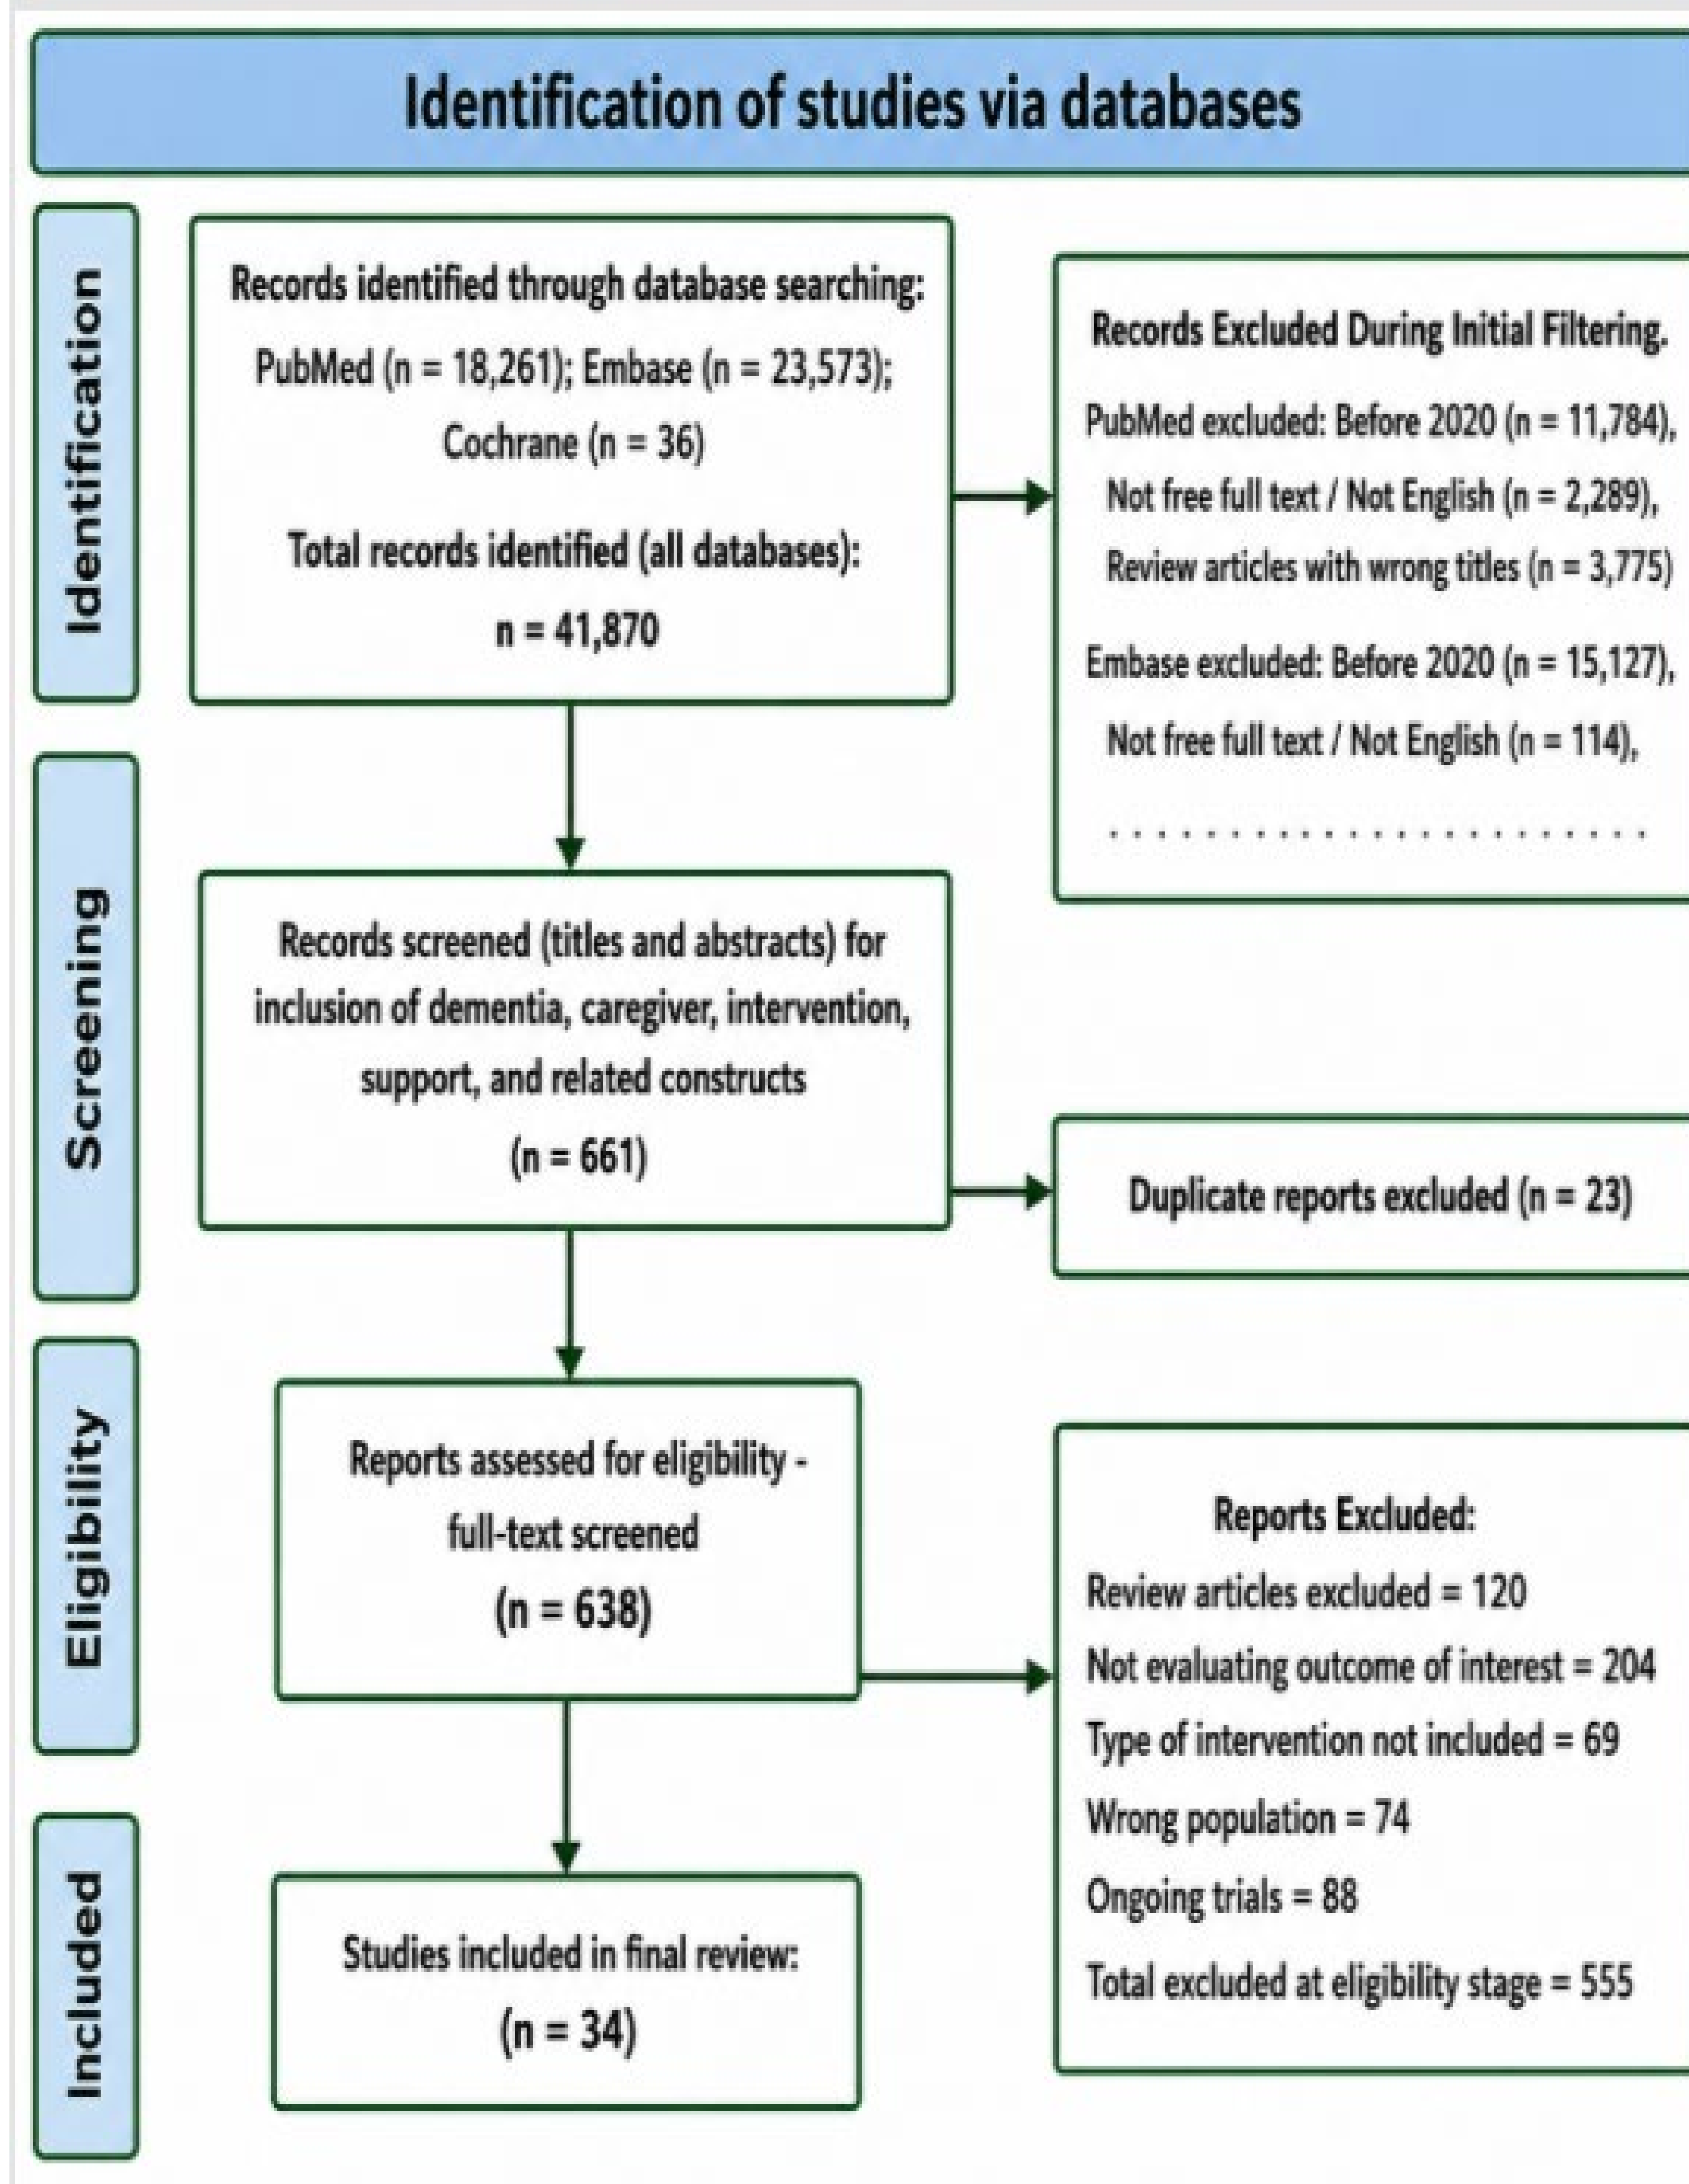 Identification of studies via databases
Identification
Records identified through database searching:
PubMed (n = 18,261); Embase (n = 23,573);
Cochrane (n = 36)
Total records identified (all databases):
n = 41,870
Records Excluded During Initial Filtering.
PubMed excluded: Before 2020 (n = 11,784),
Not free full text / Not English (n = 2,289),
Review articles with wrong titles (n = 3,775)
Embase excluded: Before 2020 (n = 15,127),
Not free full text / Not English (n = 114),
. . . . . . . . . . . . . . . . . . . . . . . .
Screening
Records screened (titles and abstracts) for
inclusion of dementia, caregiver, intervention,
support, and related constructs
(n = 661)
Duplicate reports excluded (n = 23)
Eligibility
Reports assessed for eligibility -
full-text screened
(n = 638)
Reports Excluded:
Review articles excluded = 120
Not evaluating outcome of interest = 204
Type of intervention not included = 69
Wrong population = 74
Ongoing trials = 88
Total excluded at eligibility stage = 555
Included
Studies included in final review:
(n = 34)